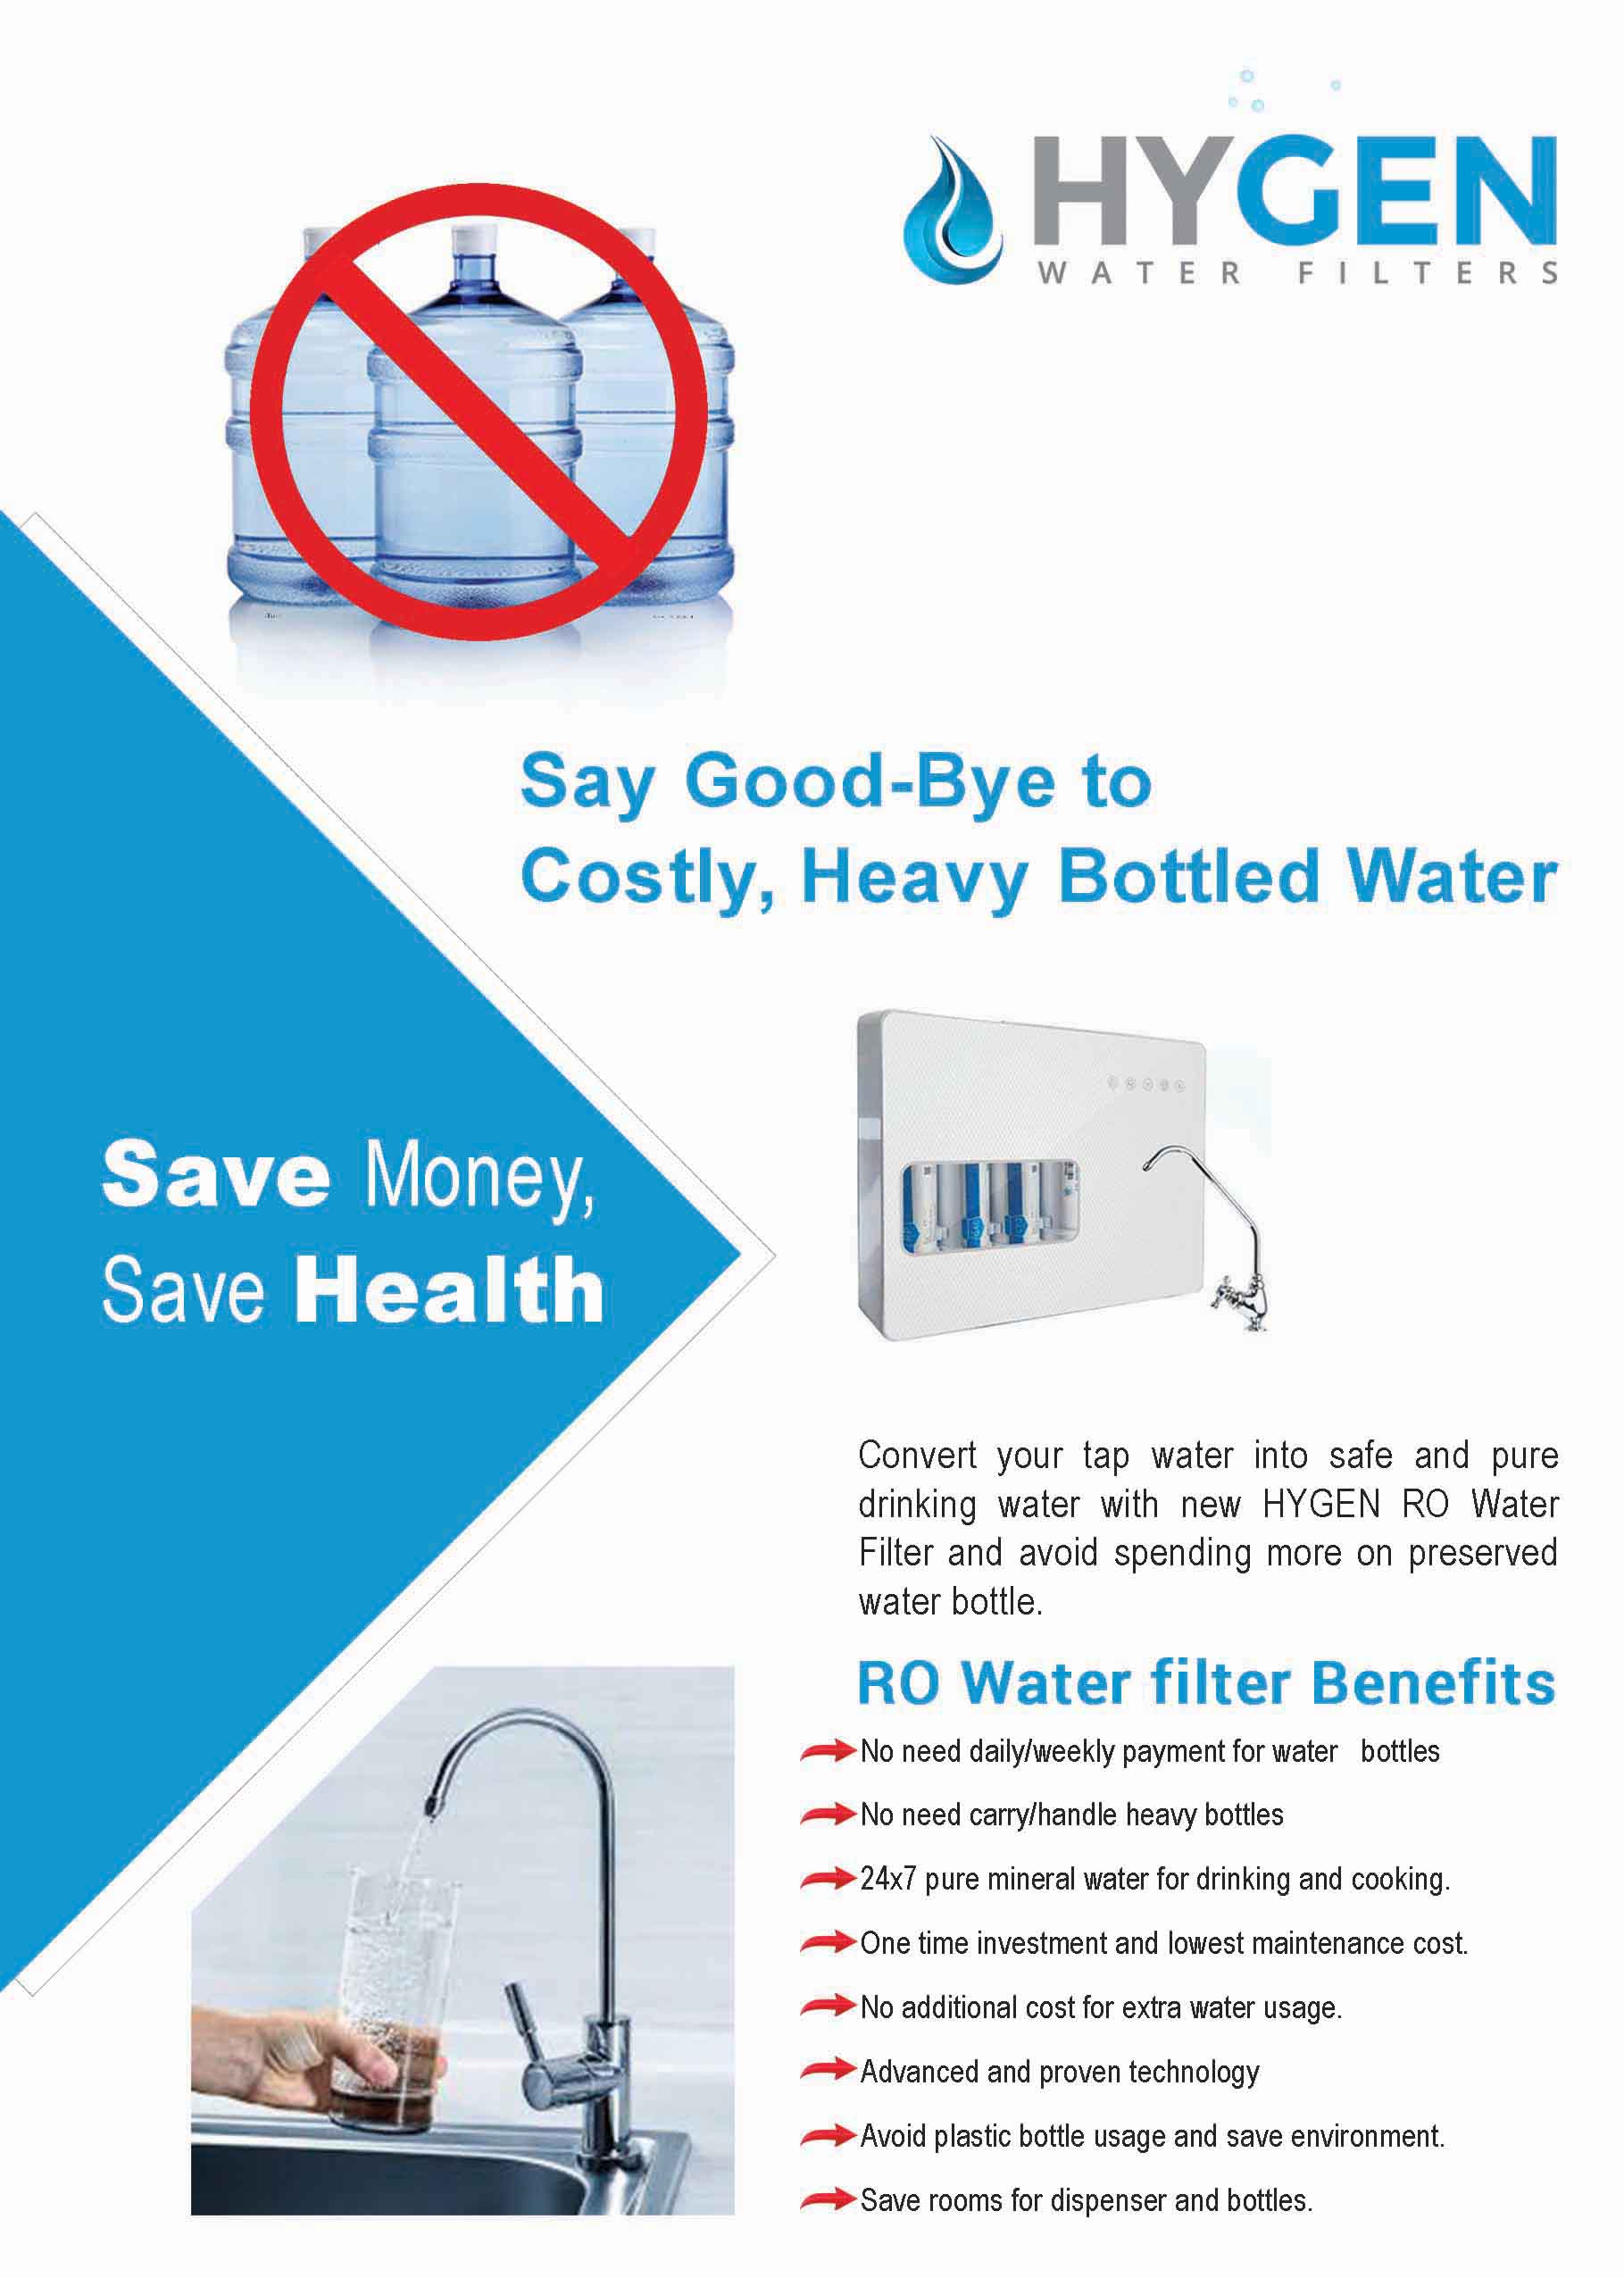 HYGEN
WATER FILTERS
Say Good-Bye to
Costly, Heavy Bottled Water
Save Money,
Save Health
Convert your tap water into safe and pure
drinking water with new HYGEN RO Water
Filter and avoid spending more on preserved
water bottle.
RO Water filter Benefits
No need daily/weekly payment for water bottles
No need carry/handle heavy bottles
24x7 pure mineral water for drinking and cooking.
One time investment and lowest maintenance cost.
No additional cost for extra water usage.
Advanced and proven technology
Avoid plastic bottle usage and save environment.
Save rooms for dispenser and bottles.